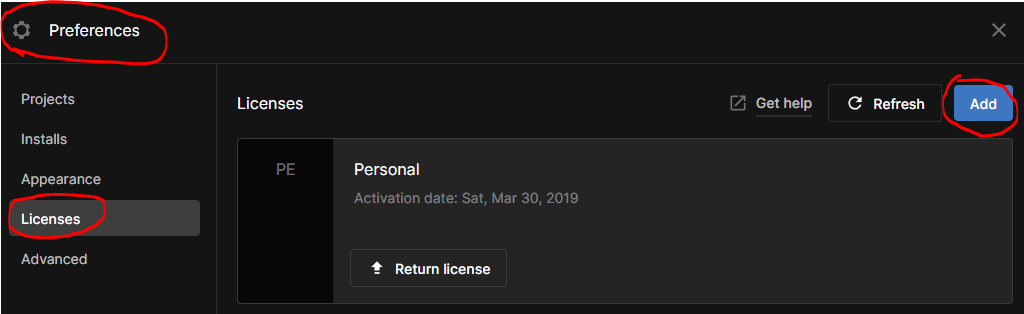 Preferences
Projects
Installs
Appearance
Licenses
Advanced
Licenses
Get help
Refresh
Add
PE
Personal
Activation date: Sat, Mar 30, 2019
Return license